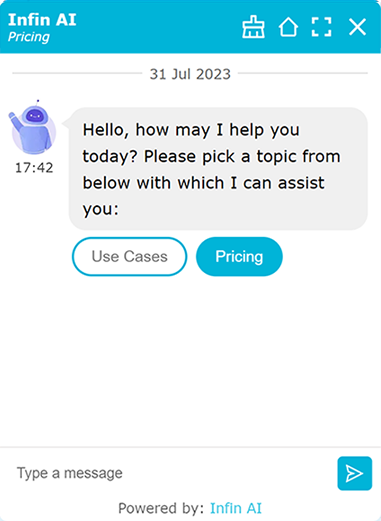 Infin AI
Pricing
31 Jul 2023
Hello, how may I help you
today? Please pick a topic from
below with which I can assist
you:
17:42
Use Cases Pricing
Type a message
Powered by: Infin AI